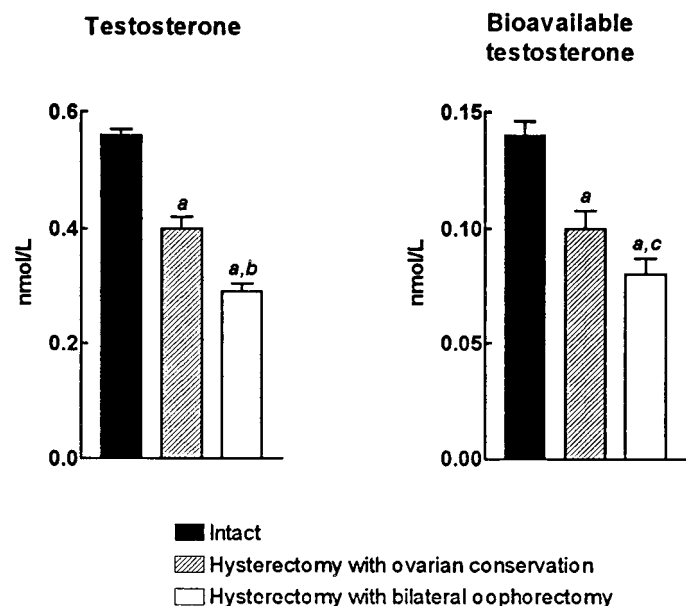 Testosterone
Bioavailable
testosterone
0.6
0.4
0.2
0.0
nmol/L
a
a,b
0.15
0.10
0.05
0.00
nmol/L
a
a,c
Intact
Hysterectomy with ovarian conservation
Hysterectomy with bilateral oophorectomy